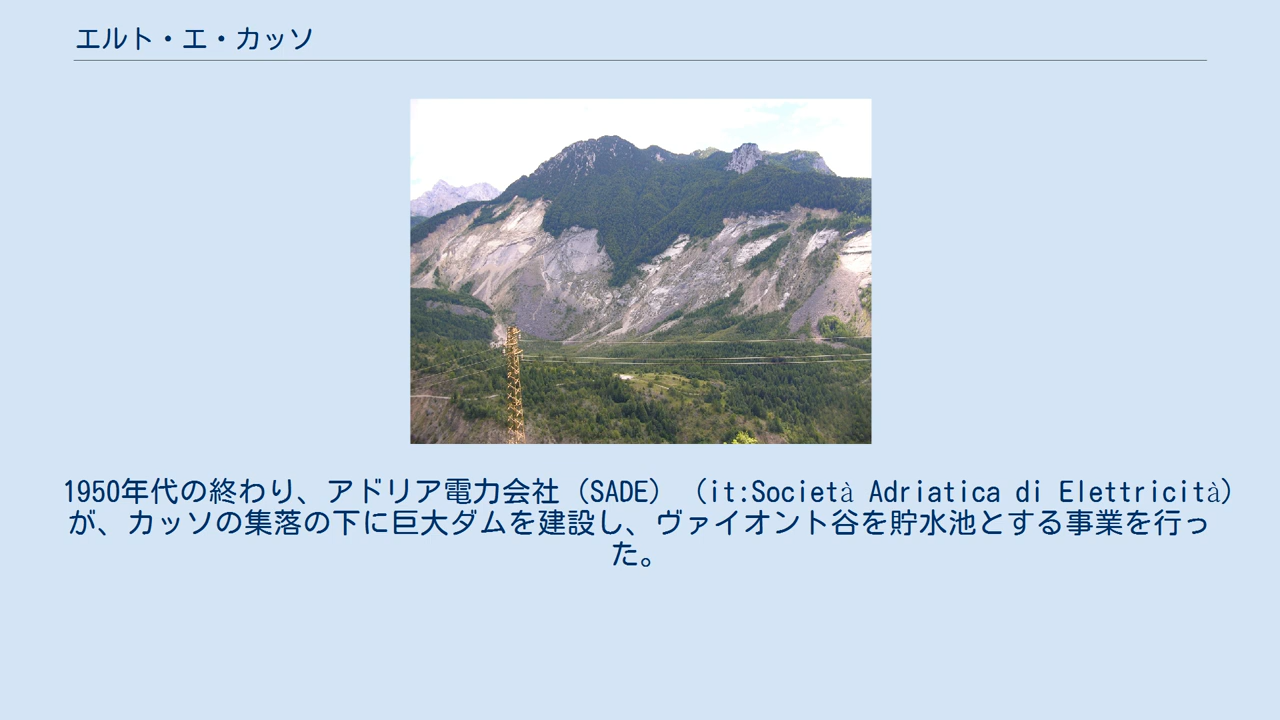 エルト・エ・カッソ
1950年代の終わり、アドリア電力会社（SADE）（it:Società Adriatica di Elettricità）
が、カッソの集落の下に巨大ダムを建設し、ヴァイオント谷を貯水池とする事業を行っ
た。